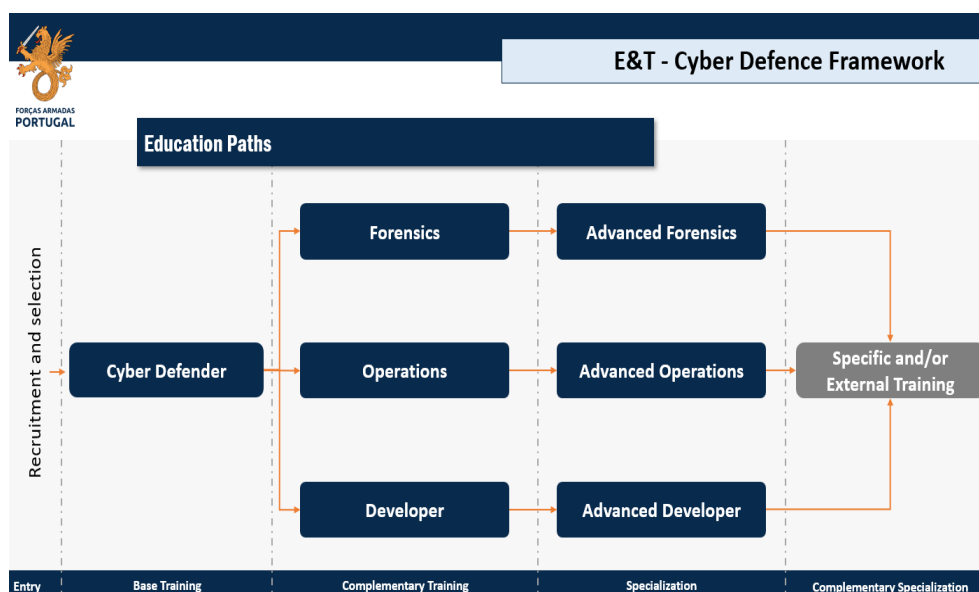 E&T - Cyber Defence Framework
FORÇAS ARMADAS
PORTUGAL
Education Paths
Recruitment and selection
Forensics
Advanced Forensics
Cyber Defender
Operations
Advanced Operations
Specific and/or
External Training
Developer
Advanced Developer
Entry
Base Training
Complementary Training
Specialization
Complementary Specialization